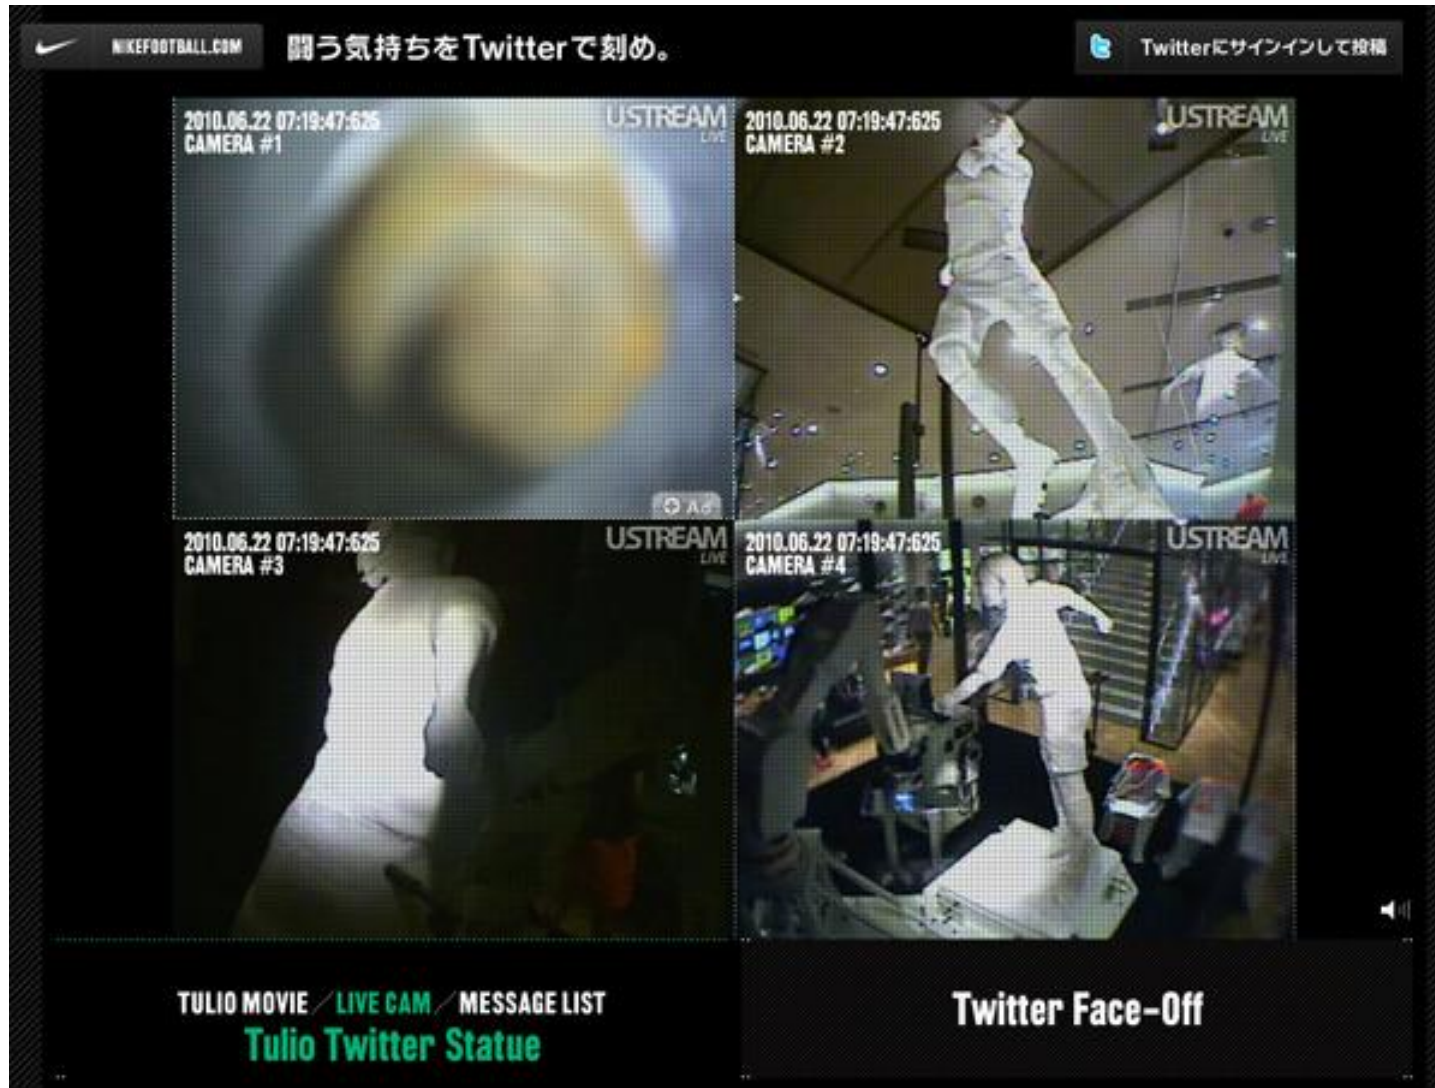 NIKEFOOTBALL.COM
闘う気持ちをTwitterで刻め。
Twitterにサインインして投稿
2010.06.22 07:19:47:625
CAMERA #1
USTREAM
LIVE
Ad
2010.06.22 07:19:47:625
CAMERA #2
USTREAM
LIVE
2010.06.22 07:19:47:625
CAMERA #3
USTREAM
LIVE
2010.06.22 07:19:47:625
CAMERA #4
USTREAM
LIVE
TULIO MOVIE / LIVE CAM / MESSAGE LIST
Tulio Twitter Statue
Twitter Face-Off